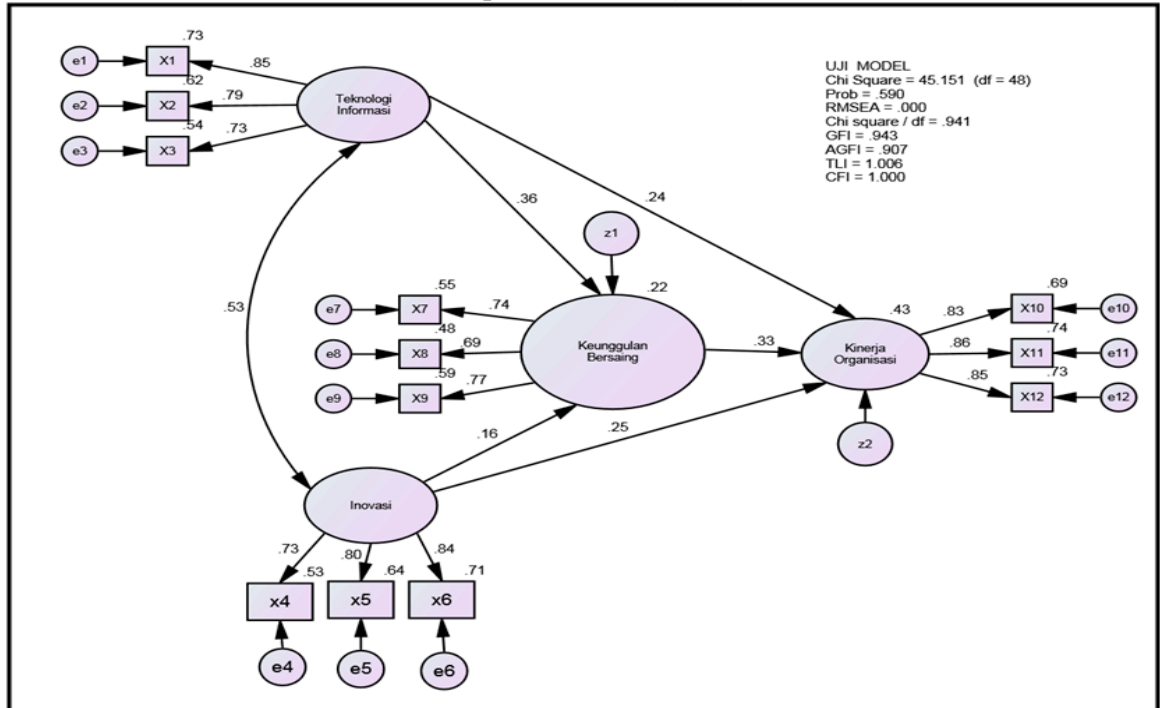 .73
e1
X1
.85
.62
e2
X2
.79
.54
e3
X3
.73
Teknologi
Informasi
UJI MODEL
Chi Square = 45.151 (df = 48)
Prob = .590
RMSEA = .000
Chi square / df = .941
GFI = .943
AGFI = .907
TLI = 1.006
CFI = 1.000
.36
.24
z1
.53
.55
e7
X7
.74
.48
e8
X8
.69
.59
e9
X9
.77
.22
Keunggulan
Bersaing
.33
.43
Kinerja
Organisasi
.83
.69
X10
e10
.86
.74
X11
e11
.85
.73
X12
e12
z2
.16
.25
Inovasi
.73
.53
.80
.64
.84
.71
x4
x5
x6
e4
e5
e6